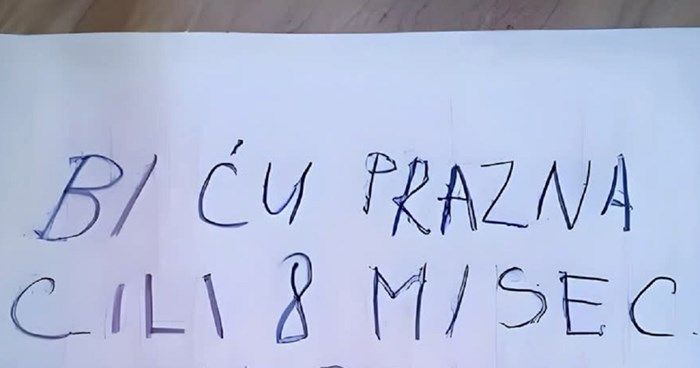 BI ĆU PRAZNA
CILI 8 MISEC.